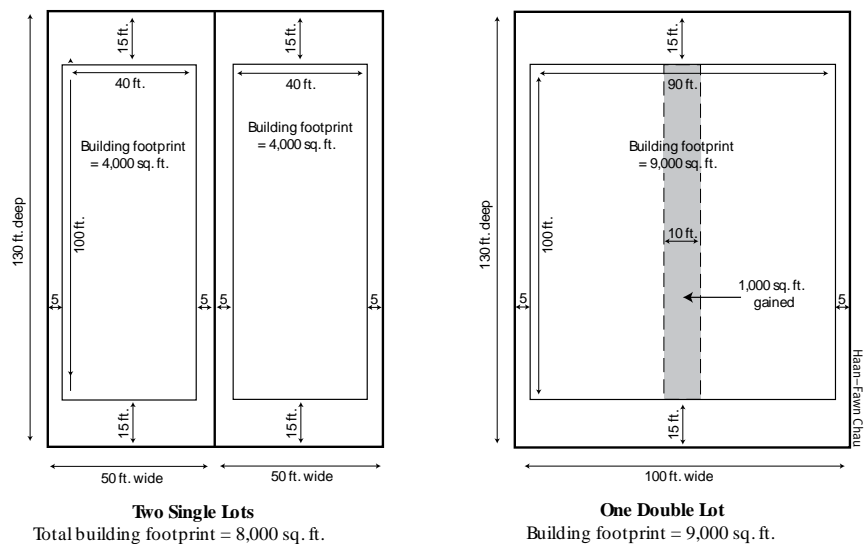 15 ft.
15 ft.
40 ft.
40 ft.
Building footprint
= 4,000 sq. ft.
Building footprint
= 4,000 sq. ft.
130 ft. deep
100 ft.
5
5
5
5
15 ft.
15 ft.
50 ft. wide
50 ft. wide
Two Single Lots
Total building footprint = 8,000 sq. ft.
15 ft.
90 ft.
Building footprint
= 9,000 sq. ft.
130 ft. deep
100 ft.
10 ft.
1,000 sq. ft.
gained
5
5
15 ft.
100 ft. wide
One Double Lot
Building footprint = 9,000 sq. ft.
Haan–Fawn Chau